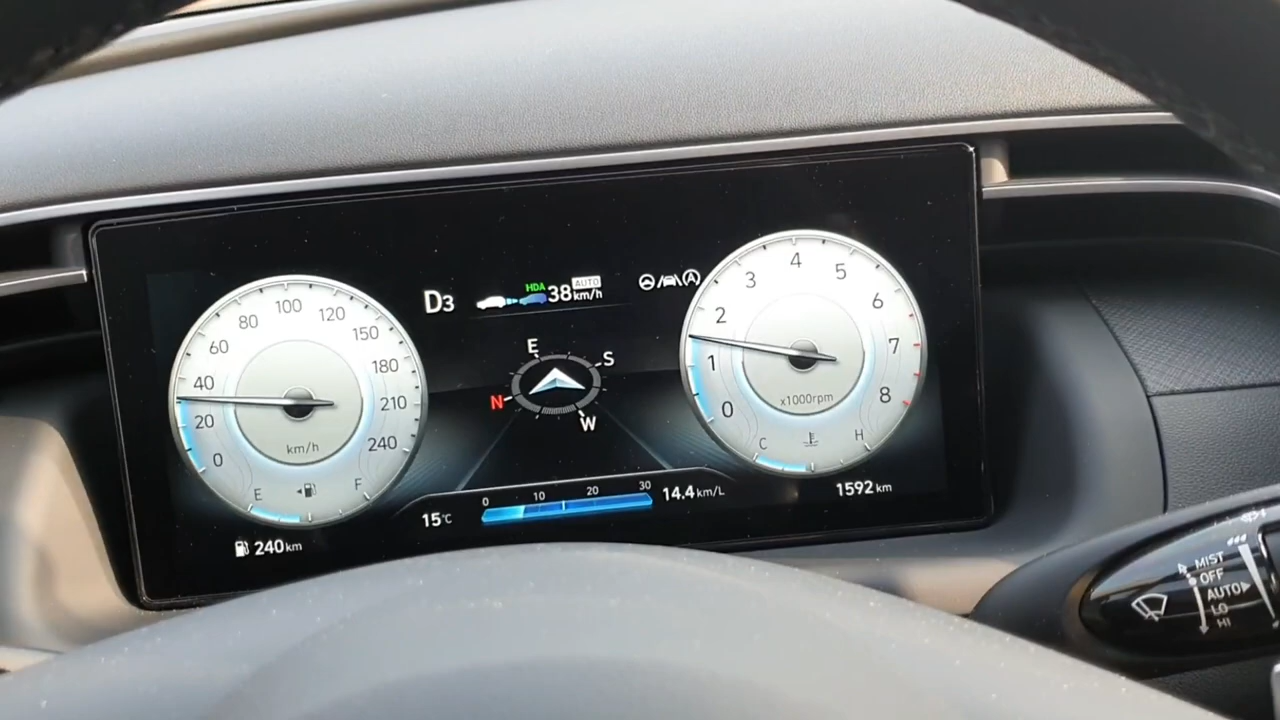 0
20
40
60
80
100
120
150
180
210
240
km/h
E
F
240 km
D3
HDA
38 km/h
AUTO
A
E
S
N
W
0 10 20 30
15℃
14.4 km/L
0
1
2
3
4
5
6
7
8
x1000rpm
C
H
1592 km
MIST
OFF
AUTO
LO
HI